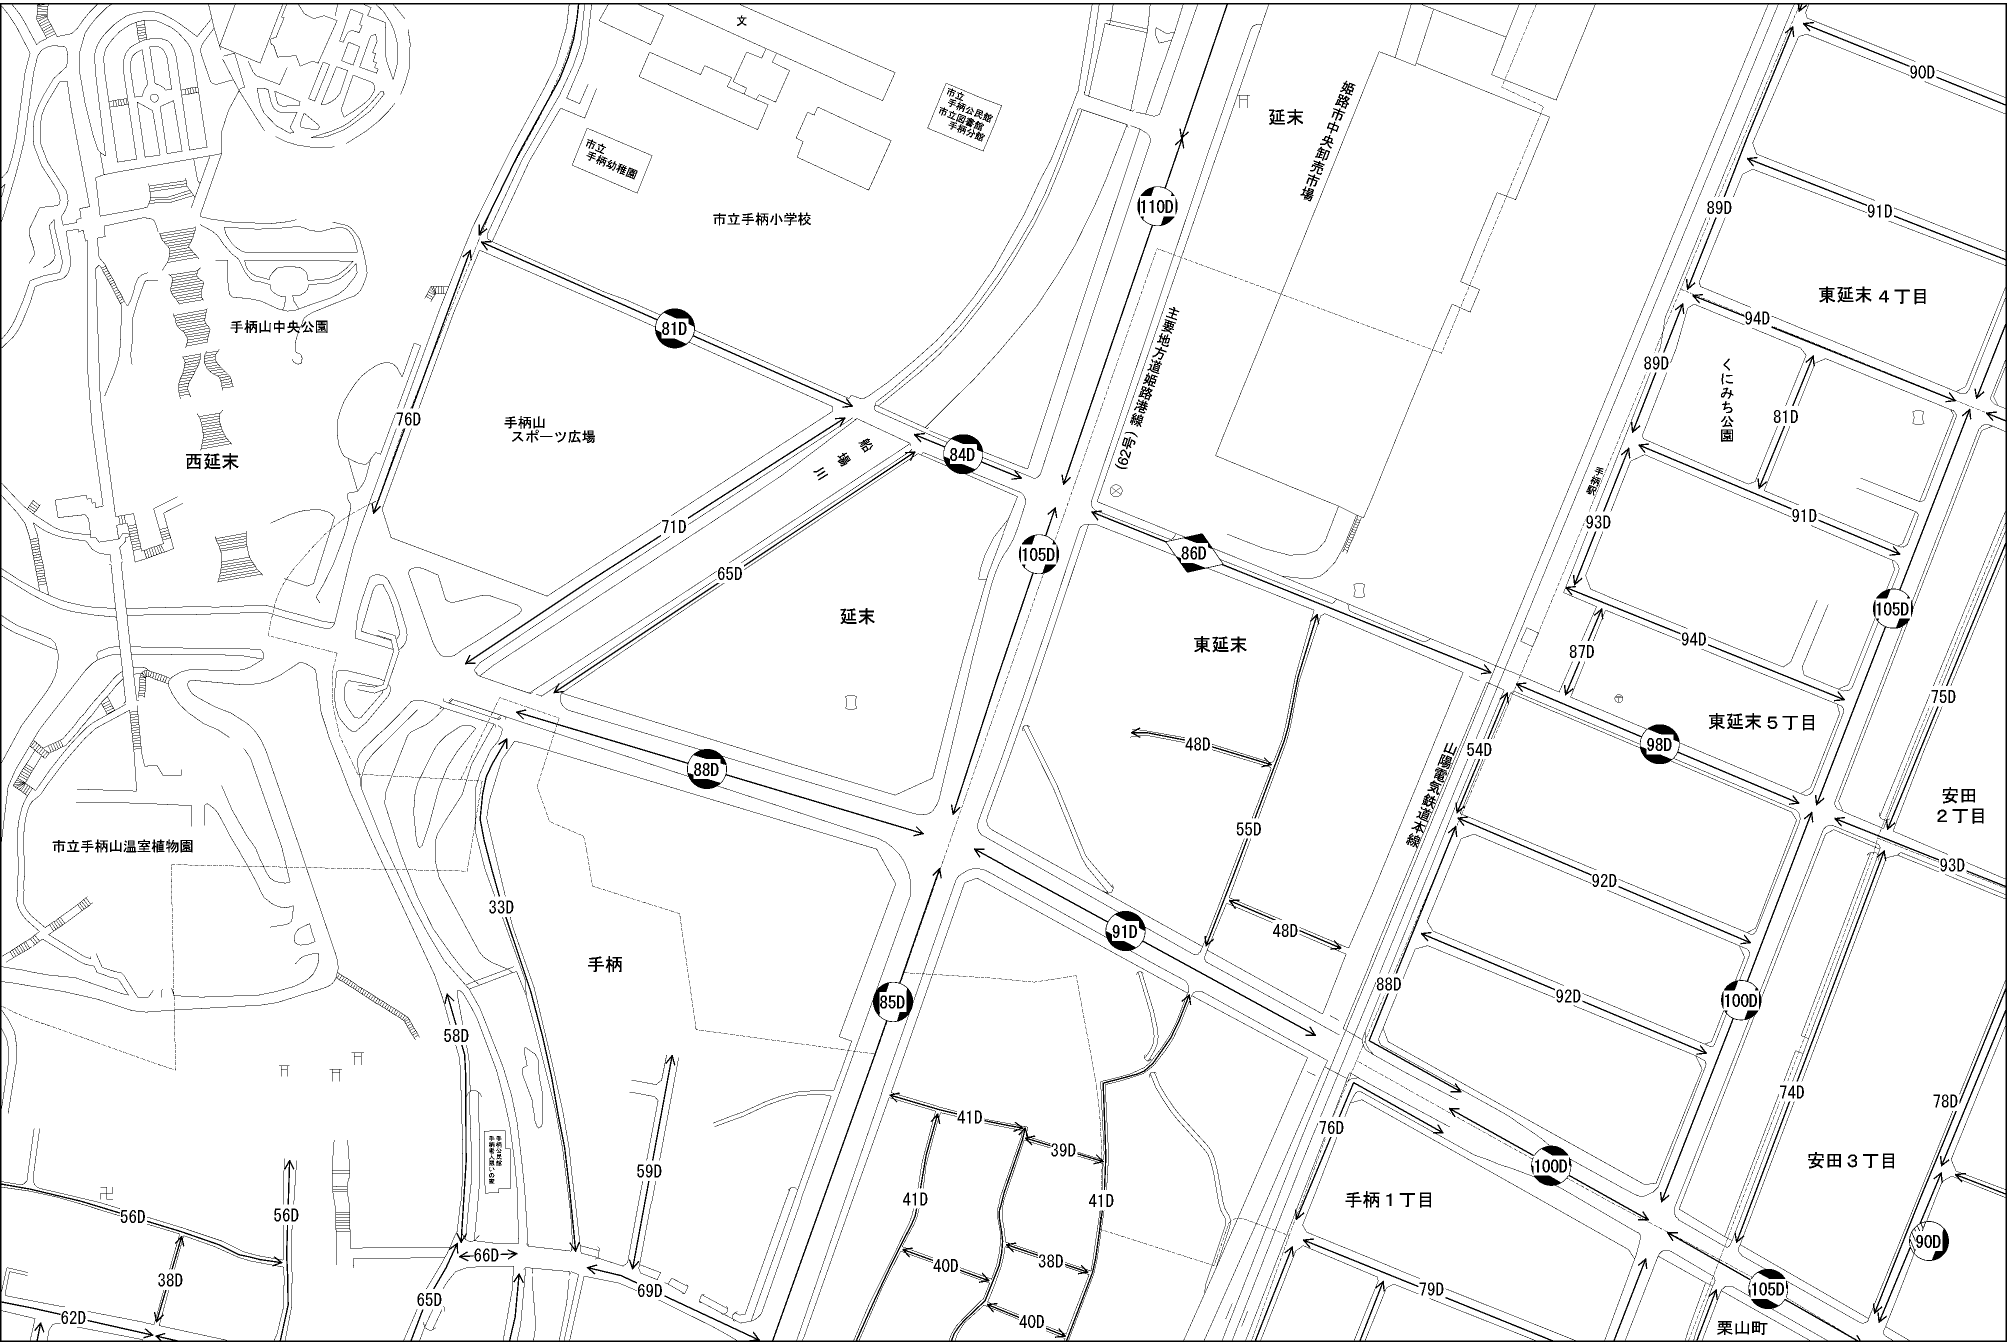 文
90D
市立
手柄公民館
市立図書館
手柄分館
延末
姫路市中央卸売市場
市立
手柄幼稚園
110D
89D
91D
市立手柄小学校
東延末4丁目
手柄山中央公園
81D
主要地方道姫路港線
(62号)
94D
89D
くにみち公園
76D
手柄山
スポーツ広場
81D
三
西延末
84D
手柄駅
71D
93D
91D
105D
86D
65D
延末
105D
東延末
94D
87D
75D
東延末5丁目
48D
54D
98D
88D
山陽電気鉄道本線
安田
2丁目
55D
市立手柄山温室植物園
93D
92D
33D
48D
91D
手柄
88D
92D
85D
100D
58D
74D
78D
41D
76D
39D
手柄公民館
59D
100D
安田3丁目
41D
41D
手柄1丁目
56D
56D
90D
66D
40D
38D
38D
65D
69D
79D
105D
62D
40D
栗山町